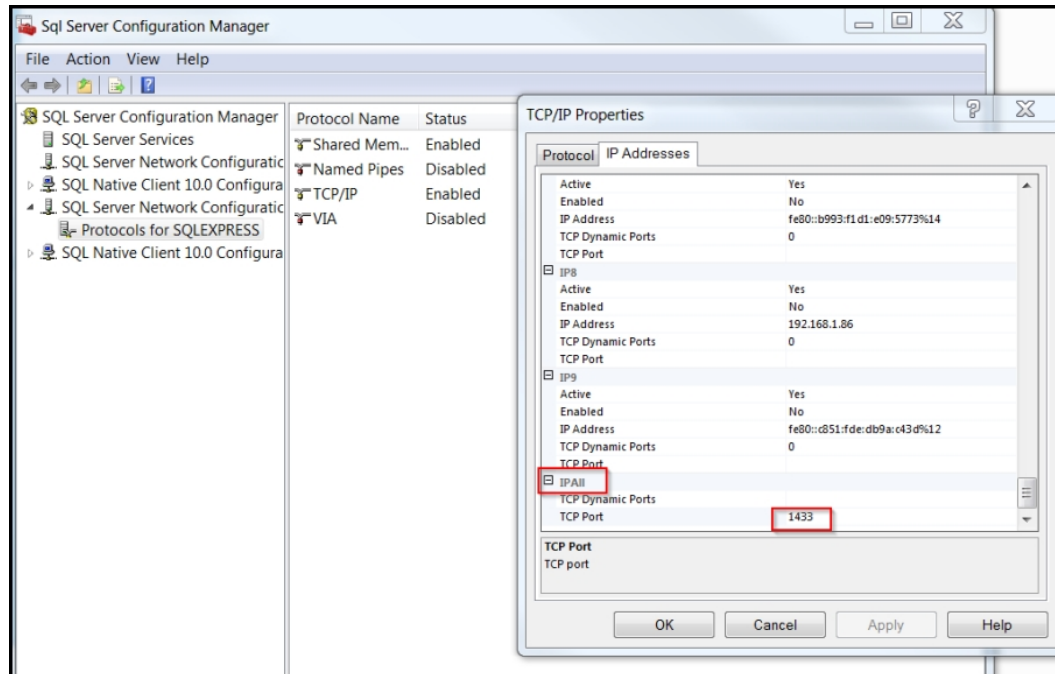 Sql Server Configuration Manager
File Action View Help
SQL Server Configuration Manager
SQL Server Services
SQL Server Network Configuratic
SQL Native Client 10.0 Configura
SQL Server Network Configuratic
Protocols for SQLEXPRESS
SQL Native Client 10.0 Configura
Protocol Name Status
Shared Mem... Enabled
Named Pipes Disabled
TCP/IP Enabled
VIA Disabled
TCP/IP Properties
Protocol IP Addresses
Active Yes
Enabled No
IP Address fe80::b993:f1d1:e09:5773%14
TCP Dynamic Ports 0
TCP Port
IP8
Active Yes
Enabled No
IP Address 192.168.1.86
TCP Dynamic Ports 0
TCP Port
IP9
Active Yes
Enabled No
IP Address fe80::c851:fde:db9a:c43d%12
TCP Dynamic Ports 0
TCP Port
IPAll
TCP Dynamic Ports
TCP Port 1433
TCP Port
TCP port
OK Cancel Apply Help